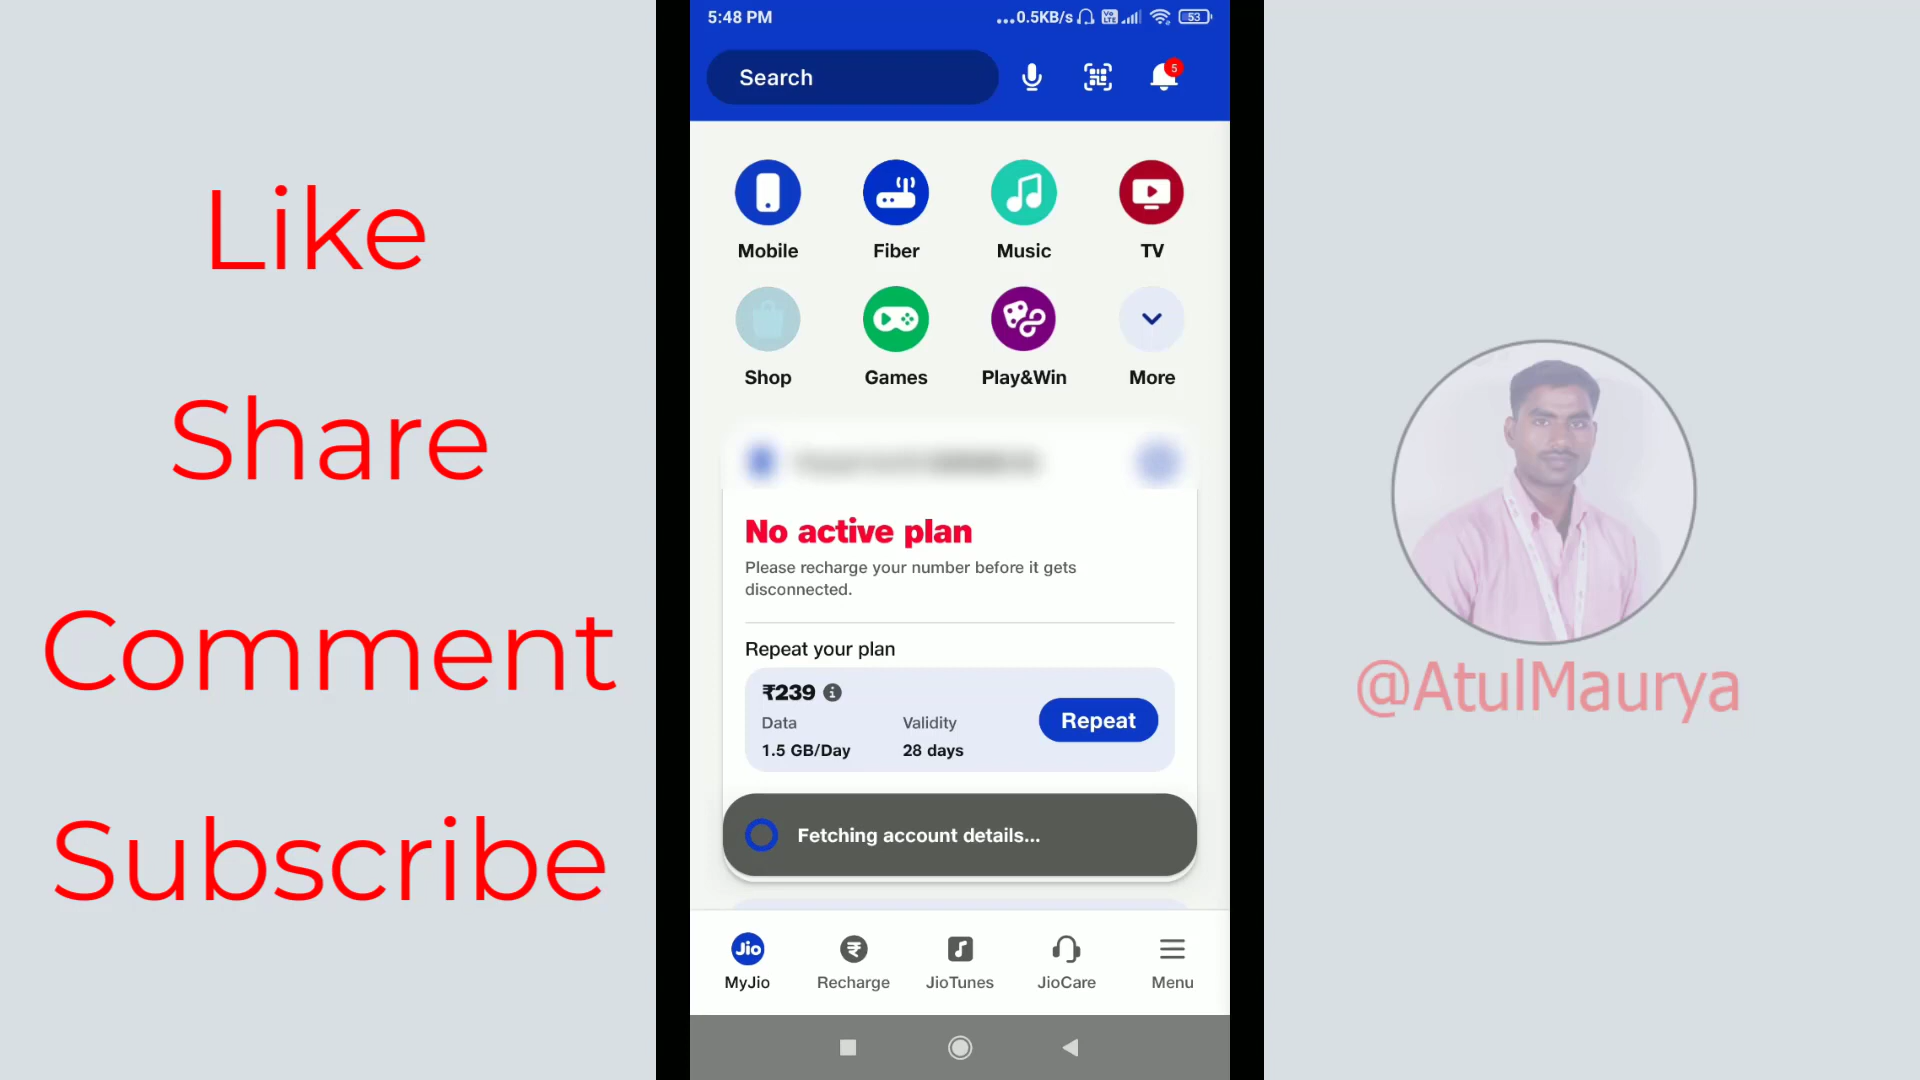 Like
Share
Comment
Subscribe
5:48 PM
...0.5KB/s
Vo LTE
53
Search
5
Mobile
Fiber
Music
TV
Shop
Games
Play&Win
More
No active plan
Please recharge your number before it gets
disconnected.
Repeat your plan
₹239
Data
Validity
1.5 GB/Day
28 days
Repeat
Fetching account details...
Jio
MyJio
Recharge
JioTunes
JioCare
Menu
@AtulMaurya